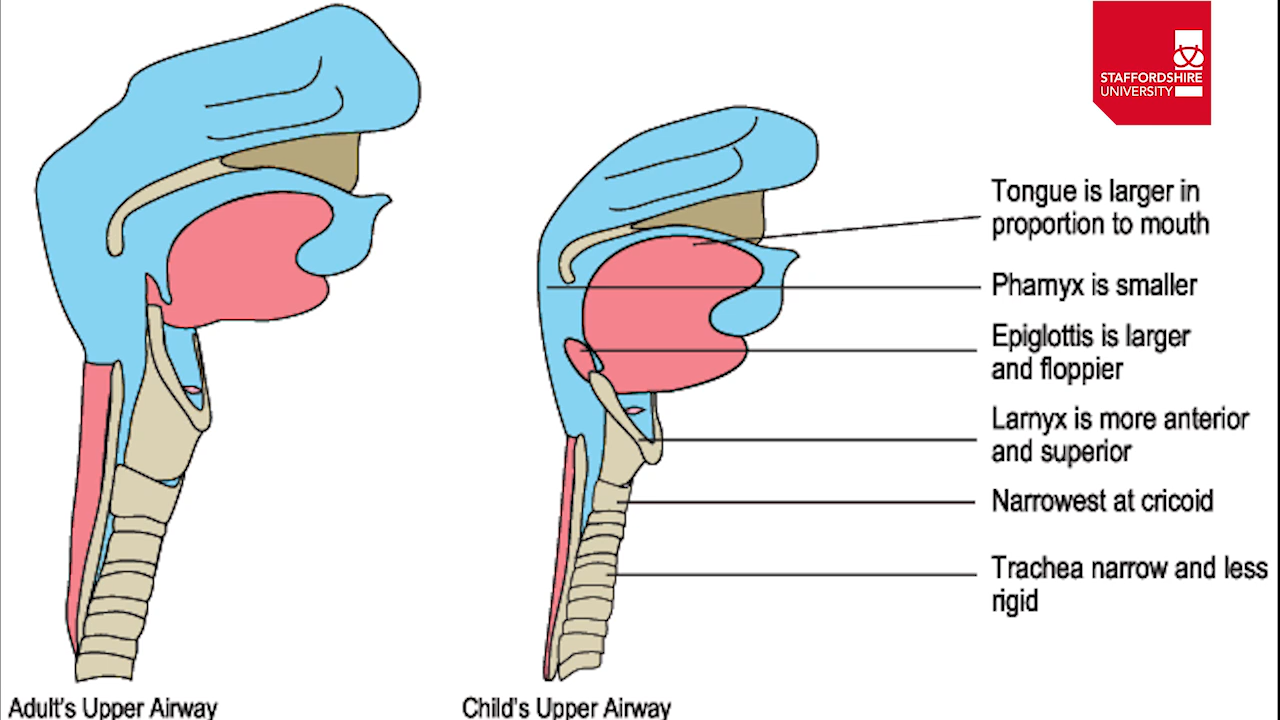 STAFFORDSHIRE
UNIVERSITY
Tongue is larger in
proportion to mouth
Pharnyx is smaller
Epiglottis is larger
and floppier
Larnyx is more anterior
and superior
Narrowest at cricoid
Trachea narrow and less
rigid
Adult's Upper Airway
Child's Upper Airway